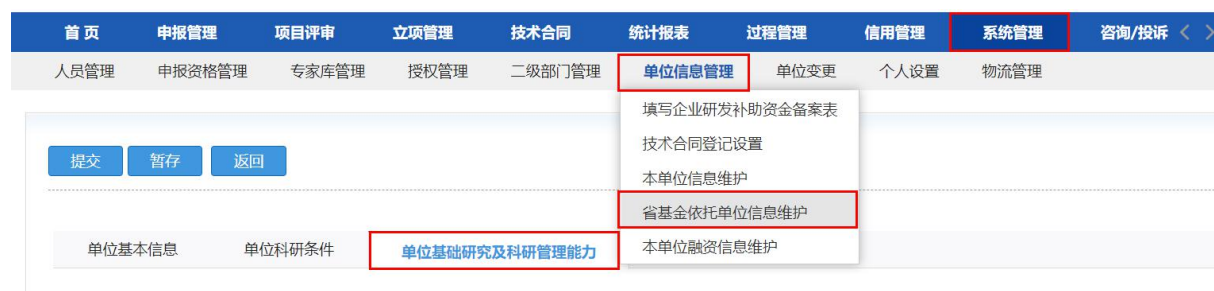 首页 申报管理 项目评审 立项管理 技术合同 统计报表 过程管理 信用管理 系统管理 咨询/投诉 < >
人员管理 申报资格管理 专家库管理 授权管理 二级部门管理 单位信息管理 单位变更 个人设置 物流管理
填写企业研发补助资金备案表
技术合同登记设置
本单位信息维护
省基金依托单位信息维护
本单位融资信息维护
提交 暂存 返回
单位基本信息 单位科研条件 单位基础研究及科研管理能力